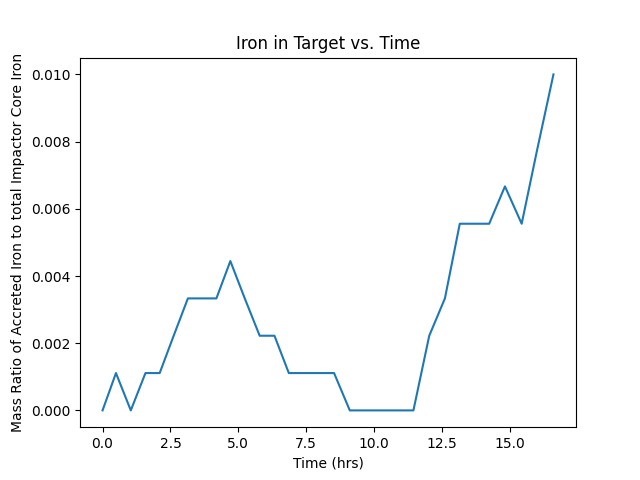 Iron in Target vs. Time
Mass Ratio of Accreted Iron to total Impactor Core Iron
0.010
0.008
0.006
0.004
0.002
0.000
0.0 2.5 5.0 7.5 10.0 12.5 15.0
Time (hrs)